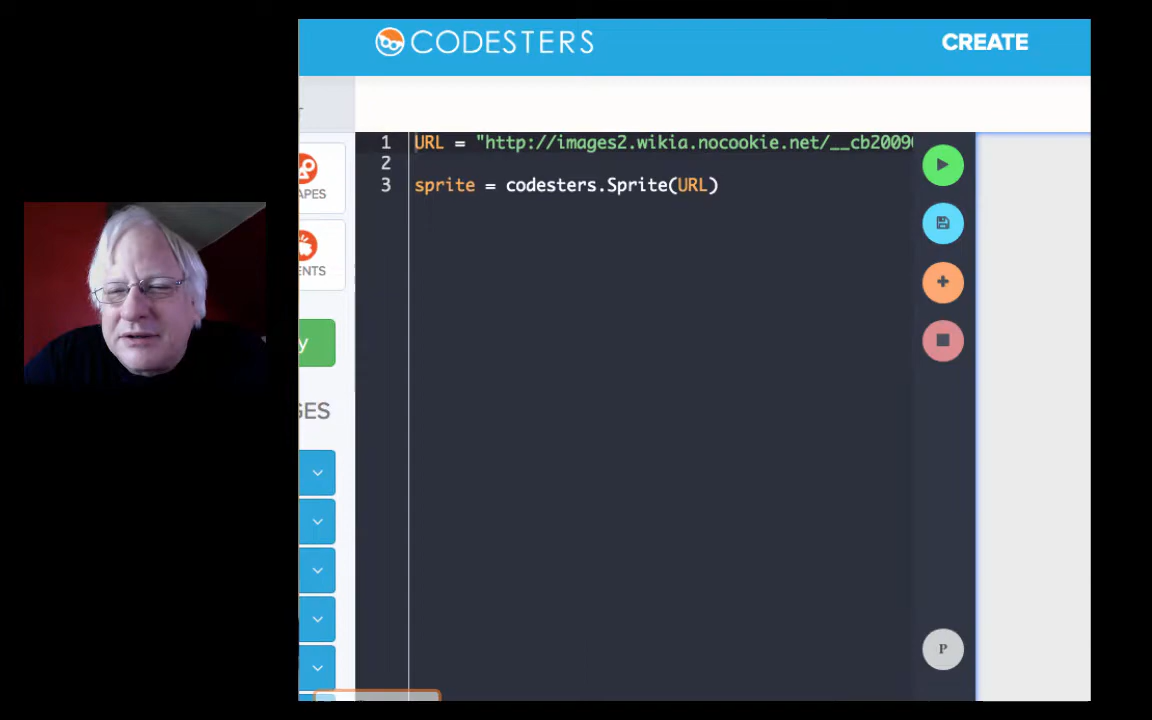 CODESTERS
CREATE
1 URL = "http://images2.wikia.nocookie.net/__cb2009
2
3 sprite = codesters.Sprite(URL)
APES
ENTS
y
GES
P